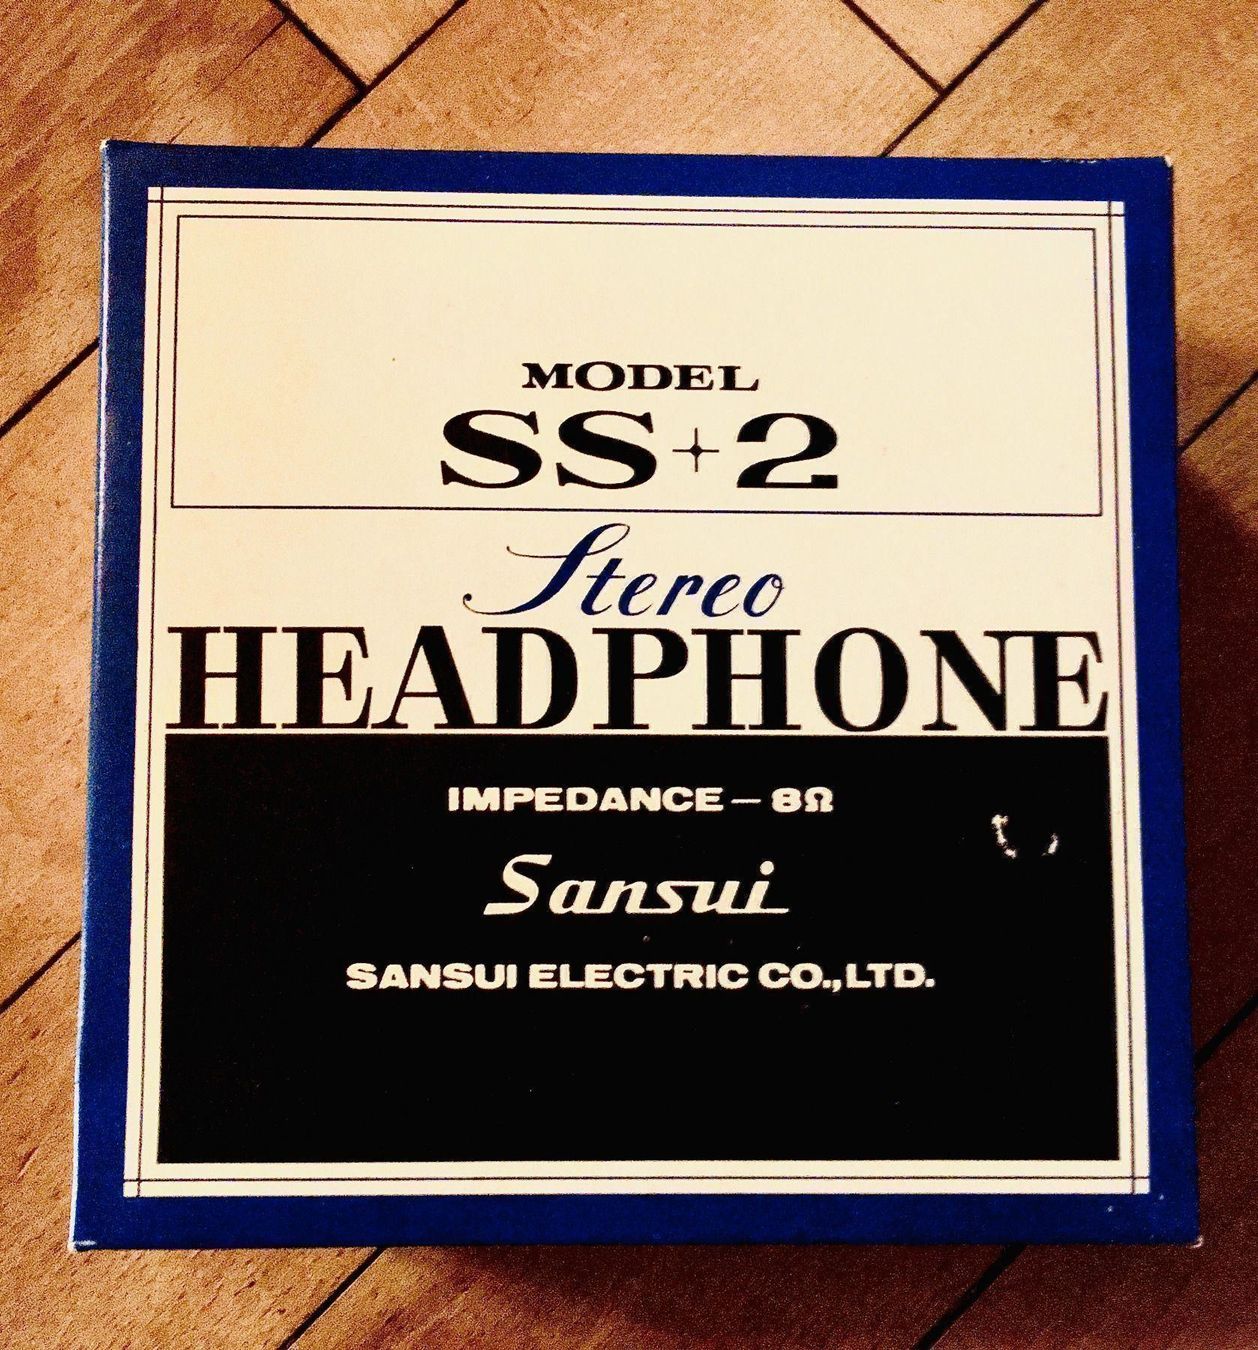 MODEL
SS-2
Stereo
HEADPHONE
IMPEDANCE – 8Ω
Sansui
SANSUI ELECTRIC CO.,LTD.